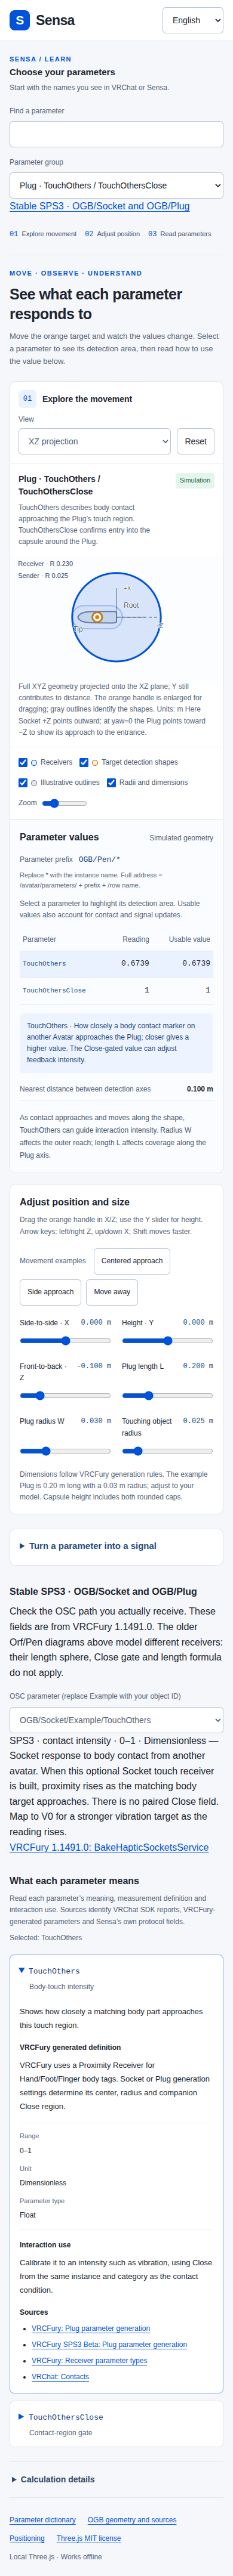 S Sensa English
SENSA / LEARN
Choose your parameters
Start with the names you see in VRChat or Sensa.
Find a parameter
Parameter group
Plug · TouchOthers / TouchOthersClose
Stable SPS3 · OGB/Socket and OGB/Plug
01 Explore movement 02 Adjust position 03 Read parameters
MOVE · OBSERVE · UNDERSTAND
See what each parameter
responds to
Move the orange target and watch the values change. Select
a parameter to see its detection area, then read how to use
the value below.
01 Explore the movement
View
XZ projection Reset
Plug · TouchOthers /
TouchOthersClose
Simulation
TouchOthers describes body contact
approaching the Plug's touch region.
TouchOthersClose confirms entry into the
capsule around the Plug.
Receiver · R 0.230
Sender · R 0.025
+X
Root
Tip
+Z
Full XYZ geometry projected onto the XZ plane; Y still
contributes to distance. The orange handle is enlarged for
dragging; gray outlines identify the shapes. Units: m Here
Socket +Z points outward; at yaw=0 the Plug points toward
−Z to show its approach to the entrance.
Receivers Target detection shapes
Illustrative outlines Radii and dimensions
Zoom
Parameter values Simulated geometry
Parameter prefix OGB/Pen/*
Replace * with the instance name. Full address =
/avatar/parameters/ + prefix + /row name.
Select a parameter to highlight its detection area. Usable
values also account for contact and signal updates.
Parameter Reading Usable value
TouchOthers 0.6739 0.6739
TouchOthersClose 1 1
TouchOthers · How closely a body contact marker on
another Avatar approaches the Plug; closer gives a
higher value. The Close-gated value can adjust
feedback intensity.
Nearest distance between detection axes 0.100 m
As contact approaches and moves along the shape,
TouchOthers can guide interaction intensity. Radius W
affects the outer reach; length L affects coverage along the
Plug axis.
Adjust position and size
Drag the orange handle in X/Z; use the Y slider for height.
Arrow keys: left/right Z, up/down X; Shift moves faster.
Movement examples Centered approach
Side approach Move away
Side-to-side · X 0.000 m Height · Y 0.000 m
Front-to-back · Z -0.100 m Plug length L 0.200 m
Plug radius W 0.030 m Touching object radius 0.025 m
Dimensions follow VRCFury generation rules. The example
Plug is 0.20 m long with a 0.03 m radius; adjust to your
model. Capsule height includes both rounded caps.
Turn a parameter into a signal
Stable SPS3 · OGB/Socket and OGB/Plug
Check the OSC path you actually receive. These
fields are from VRCFury 1.1491.0. The older
Orf/Pen diagrams above model different receivers:
their length sphere, Close gate and length formula
do not apply.
OSC parameter (replace Example with your object ID)
OGB/Socket/Example/TouchOthers
SPS3 · contact intensity · 0–1 · Dimensionless —
Socket response to body contact from another
avatar. When this optional Socket touch receiver
is built, proximity rises as the matching body
target approaches. There is no paired Close field.
Map to V0 for a stronger vibration target as the
reading rises.
VRCFury 1.1491.0: BakeHapticSocketsService
What each parameter means
Read each parameter's meaning, measurement definition and
interaction use. Sources identify VRChat SDK reports, VRCFury-
generated parameters and Sensa's own protocol fields.
Selected: TouchOthers
TouchOthers
Body-touch intensity
Shows how closely a matching body part approaches
this touch region.
VRCFury generated definition
VRCFury uses a Proximity Receiver for
Hand/Foot/Finger body tags. Socket or Plug generation
settings determine its center, radius and companion
Close region.
Range
0–1
Unit
Dimensionless
Parameter type
Float
Interaction use
Calibrate it to an intensity such as vibration, using Close
from the same instance and category as the contact
condition.
Sources
VRCFury: Plug parameter generation
VRCFury SPS3 Beta: Plug parameter generation
VRCFury: Receiver parameter types
VRChat: Contacts
TouchOthersClose
Contact-region gate
Calculation details
Parameter dictionary OGB geometry and sources
Positioning Three.js MIT license
Local Three.js · Works offline